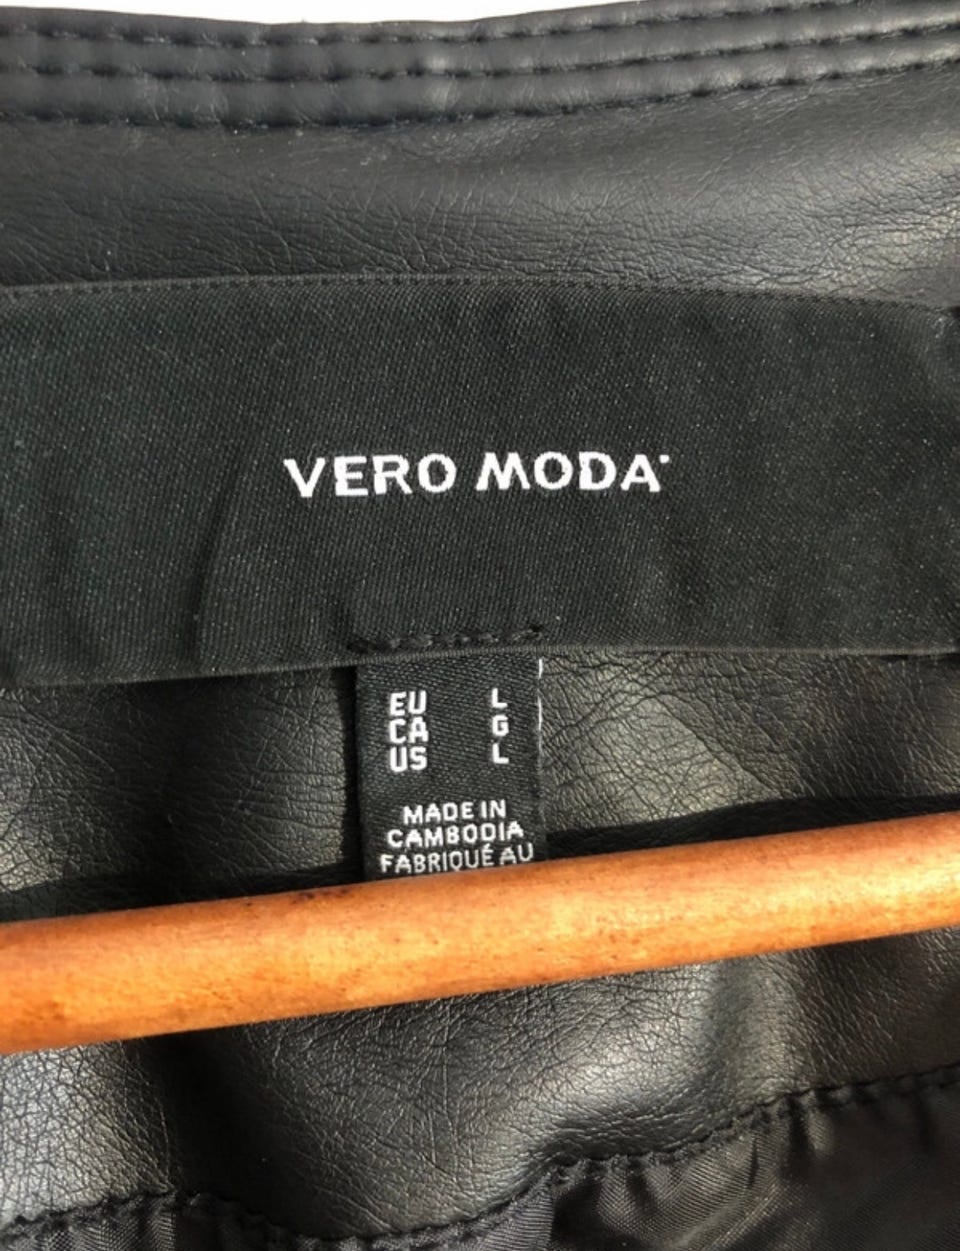 VERO MODA
EU L
CA G
US L
MADE IN
CAMBODIA
FABRIQUÉ AU